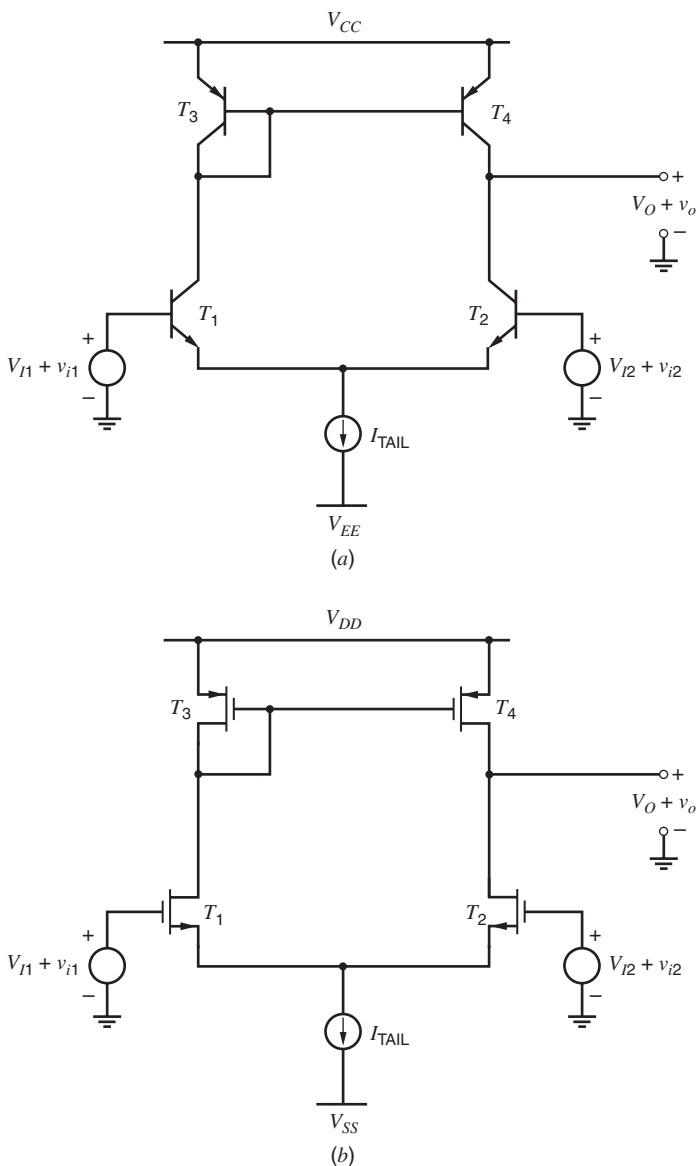 V_CC
T_3 T_4
+
V_O + v_o
−
T_1 T_2
+ +
V_I1 + v_i1 V_I2 + v_i2
− −
I_TAIL
V_EE
(a)
V_DD
T_3 T_4
+
V_O + v_o
−
T_1 T_2
+ +
V_I1 + v_i1 V_I2 + v_i2
− −
I_TAIL
V_SS
(b)